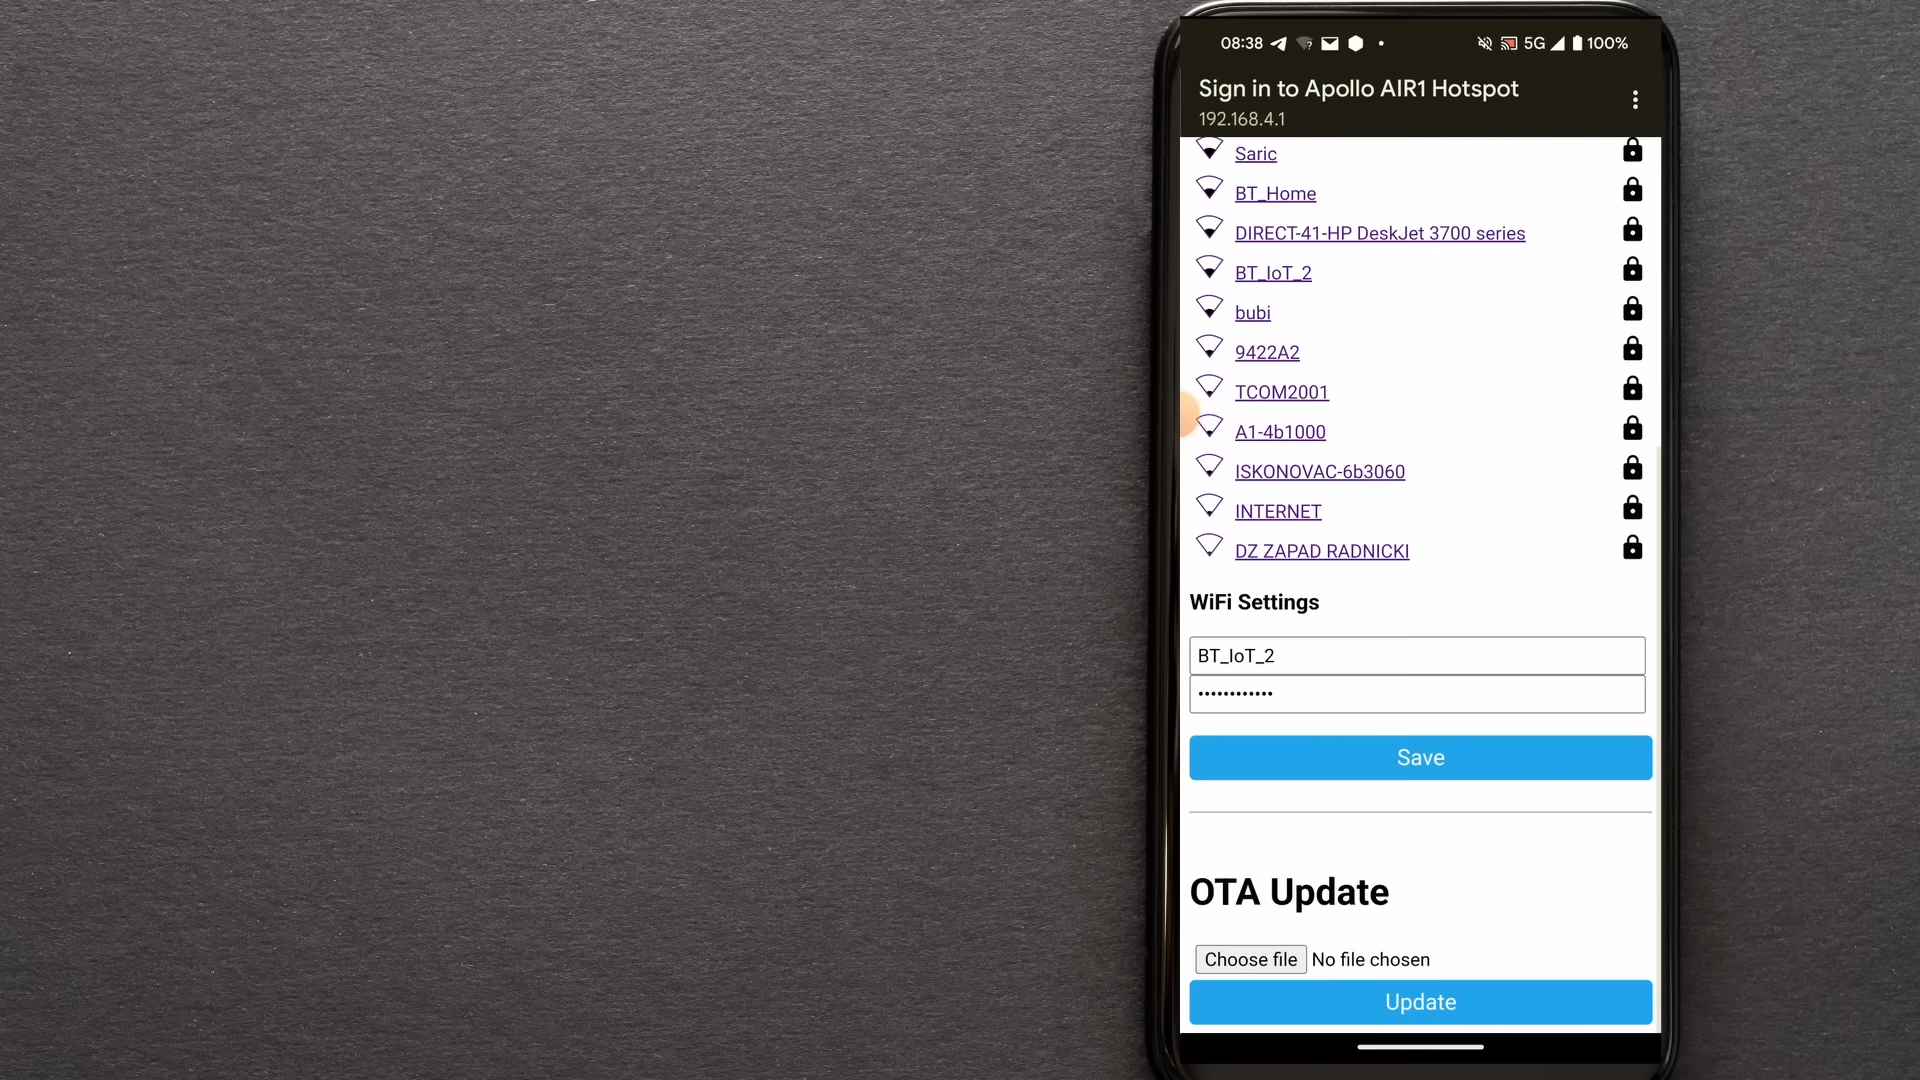 08:38 5G 100%
Sign in to Apollo AIR1 Hotspot
192.168.4.1
Saric
BT_Home
DIRECT-41-HP DeskJet 3700 series
BT_IoT_2
bubi
9422A2
TCOM2001
A1-4b1000
ISKONOVAC-6b3060
INTERNET
DZ ZAPAD RADNICKI
WiFi Settings
BT_IoT_2
••••••••••••
Save
OTA Update
Choose file No file chosen
Update